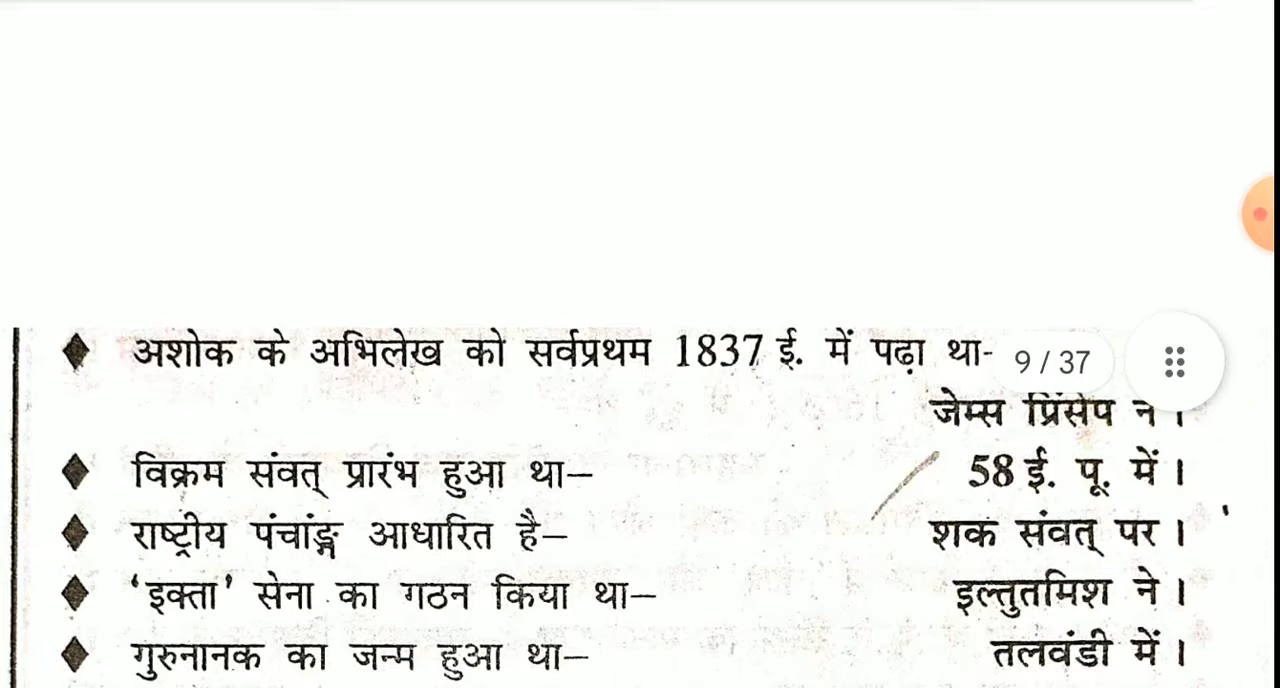 ♦ अशोक के अभिलेख को सर्वप्रथम 1837 ई. में पढ़ा था-
9 / 37
जेम्स प्रिंसेप ने।
♦ विक्रम संवत् प्रारंभ हुआ था– 58 ई. पू. में।
♦ राष्ट्रीय पंचांङ्ग आधारित है– शक संवत् पर।
♦ ‘इक्ता’ सेना का गठन किया था– इल्तुतमिश ने।
♦ गुरुनानक का जन्म हुआ था– तलवंडी में।